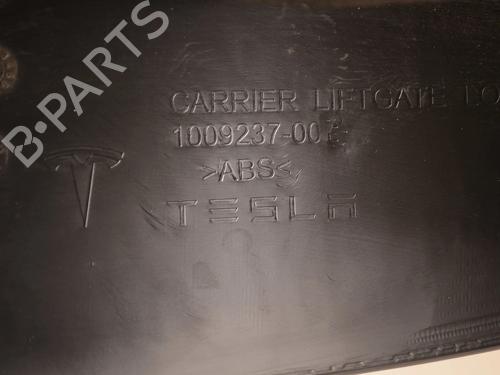 B-PARTS
CARRIER LIFTGATE
1009237-00
>ABS<
TESLA